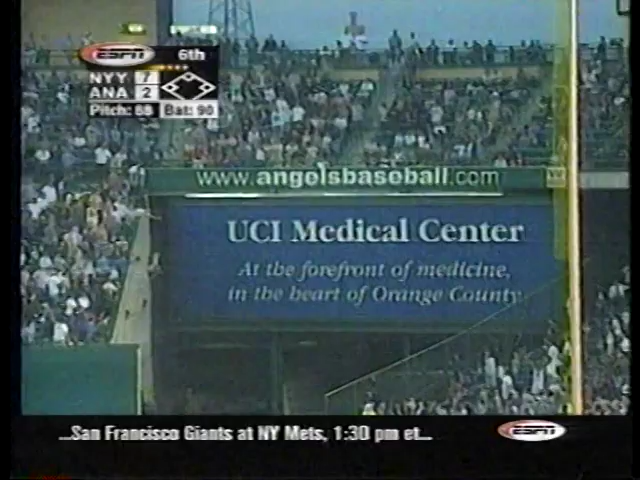 ESPN 6th
NYY 7
ANA 2
Pitch: 88 Bat: 90
www.angelsbaseball.com
UCI Medical Center
At the forefront of medicine,
in the heart of Orange County.
...San Francisco Giants at NY Mets, 1:30 pm et...
ESPN